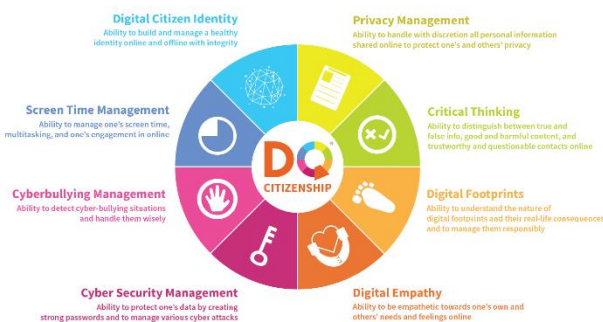 Digital Citizen Identity
Ability to build and manage a healthy
identity online and offline with integrity
Privacy Management
Ability to handle with discretion all personal information
shared online to protect one's and others' privacy
Screen Time Management
Ability to manage one's screen time,
multitasking, and one's engagement in online
Critical Thinking
Ability to distinguish between true and
false info, good and harmful content, and
trustworthy and questionable contacts online
DQ
CITIZENSHIP
Cyberbullying Management
Ability to detect cyber-bullying situations
and handle them wisely
Digital Footprints
Ability to understand the nature of
digital footprints and their real-life consequences
and to manage them responsibly
Cyber Security Management
Ability to protect one's data by creating
strong passwords and to manage various cyber attacks
Digital Empathy
Ability to be empathetic towards one's own and
others' needs and feelings online